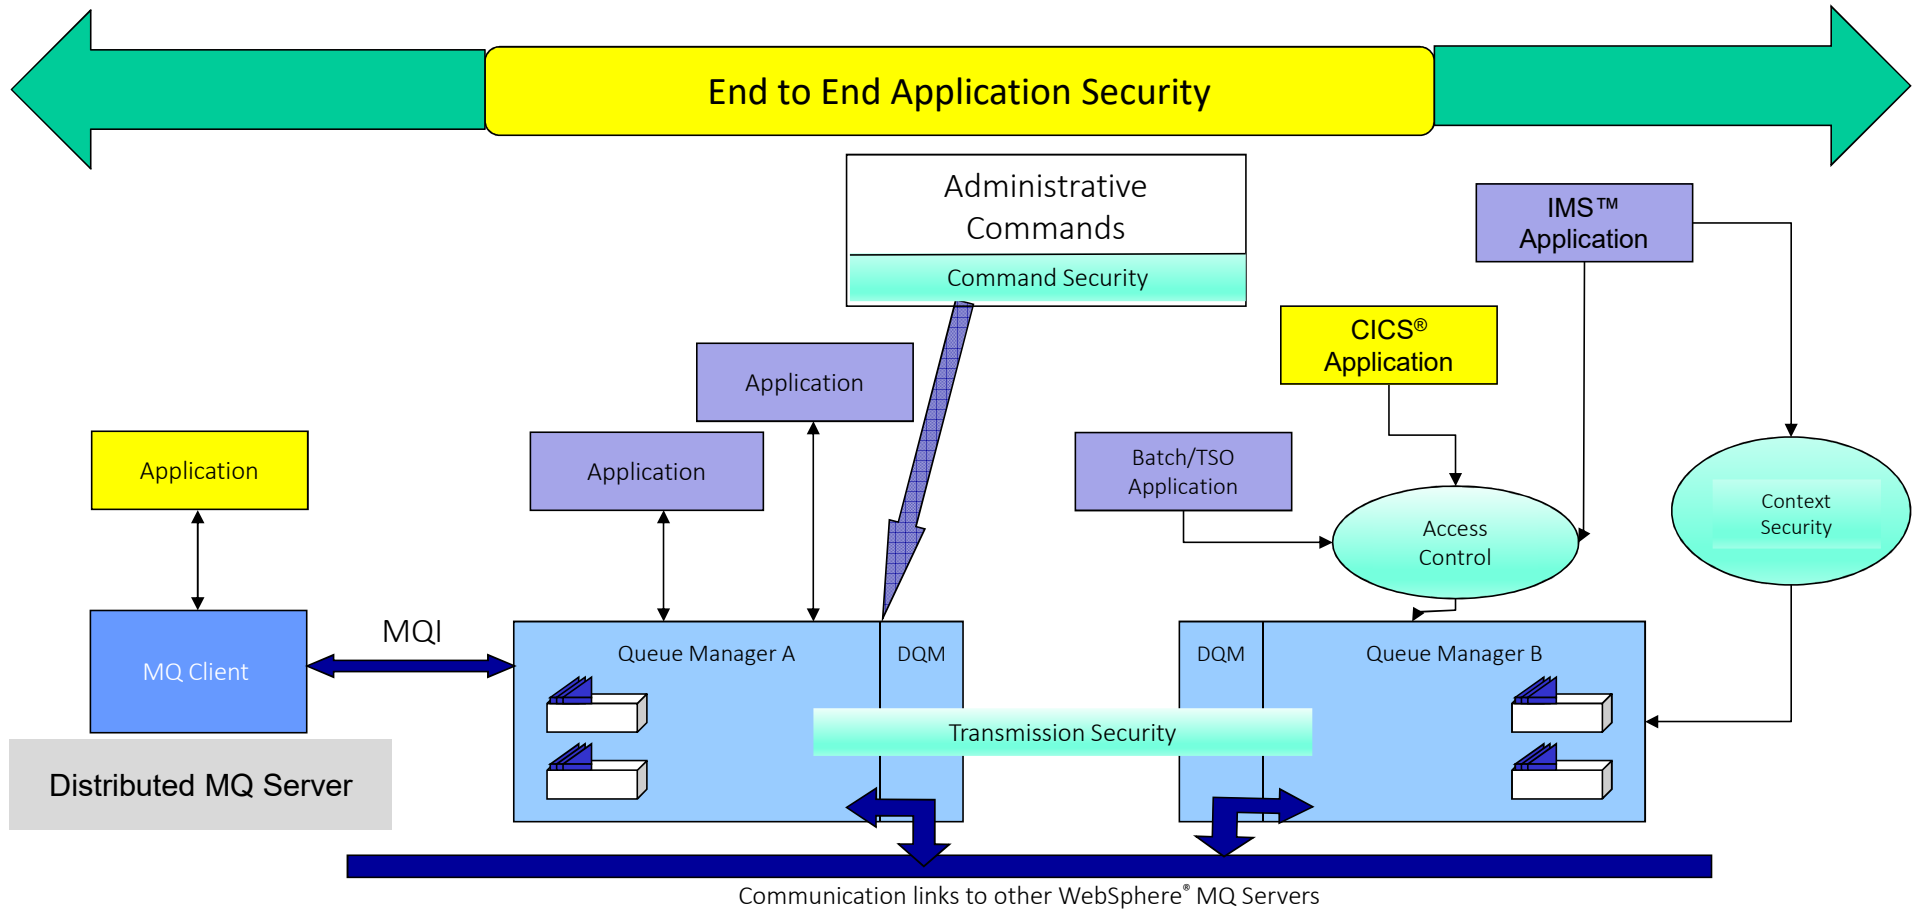 End to End Application Security
Administrative
Commands
Command Security
IMS™
Application
CICS®
Application
Application
Application
Application
Batch/TSO
Application
Access
Control
Context
Security
MQI
MQ Client
Queue Manager A
DQM
DQM
Queue Manager B
Transmission Security
Distributed MQ Server
Communication links to other WebSphere® MQ Servers